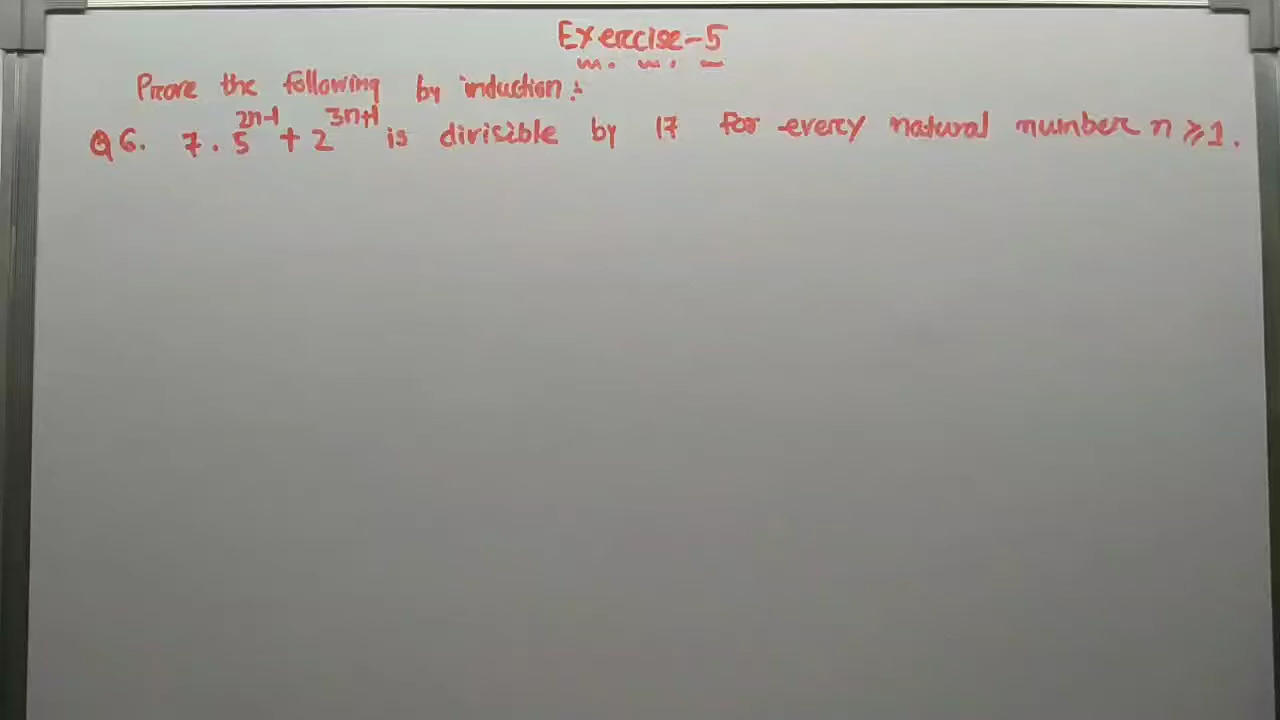 Exercise-5
Prove the following by induction :
Q 6. 7 . 5^{2n-1} + 2^{3n+1} is divisible by 17 for every natural number n ⩾ 1.